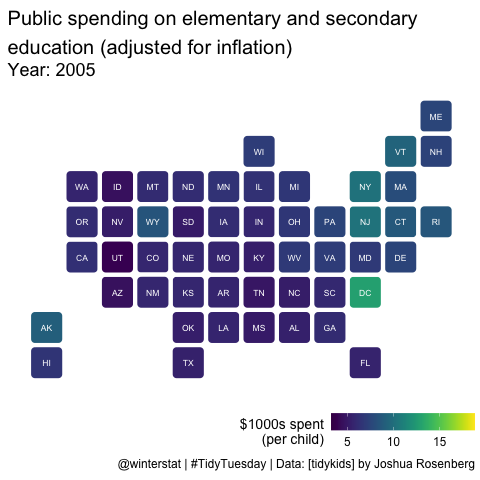 Public spending on elementary and secondary
education (adjusted for inflation)
Year: 2005
ME
WI VT NH
WA ID MT ND MN IL MI NY MA
OR NV WY SD IA IN OH PA NJ CT RI
CA UT CO NE MO KY WV VA MD DE
AZ NM KS AR TN NC SC DC
AK OK LA MS AL GA
HI TX FL
$1000s spent
(per child)
5 10 15
@winterstat | #TidyTuesday | Data: [tidykids] by Joshua Rosenberg